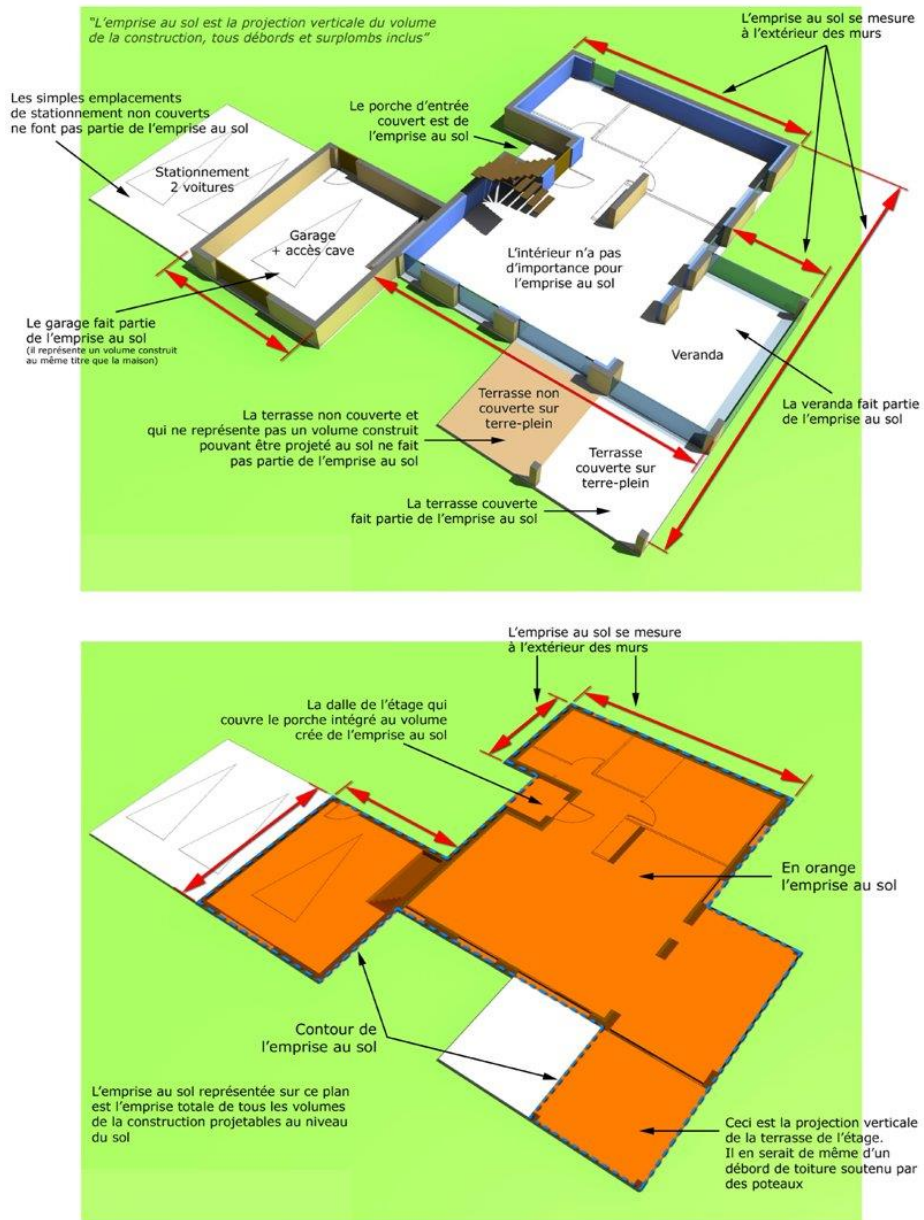 “L’emprise au sol est la projection verticale du volume
de la construction, tous débords et surplombs inclus”
L’emprise au sol se mesure
à l’extérieur des murs
Les simples emplacements
de stationnement non couverts
ne font pas partie de l’emprise au sol
Le porche d’entrée
couvert est de
l’emprise au sol
Stationnement
2 voitures
Garage
+ accès cave
L’intérieur n’a pas
d’importance pour
l’emprise au sol
Le garage fait partie
de l’emprise au sol
(il représente un volume construit
au même titre que la maison)
Veranda
La veranda fait partie
de l’emprise au sol
Terrasse non
couverte sur
terre-plein
La terrasse non couverte et
qui ne représente pas un volume construit
pouvant être projeté au sol ne fait
pas partie de l’emprise au sol
Terrasse
couverte sur
terre-plein
La terrasse couverte
fait partie de l’emprise au sol
L’emprise au sol se mesure
à l’extérieur des murs
La dalle de l’étage qui
couvre le porche intégré au volume
crée de l’emprise au sol
En orange
l’emprise au sol
Contour de
l’emprise au sol
L’emprise au sol représentée sur ce plan
est l’emprise totale de tous les volumes
de la construction projetables au niveau
du sol
Ceci est la projection verticale
de la terrasse de l’étage.
Il en serait de même d’un
débord de toiture soutenu par
des poteaux